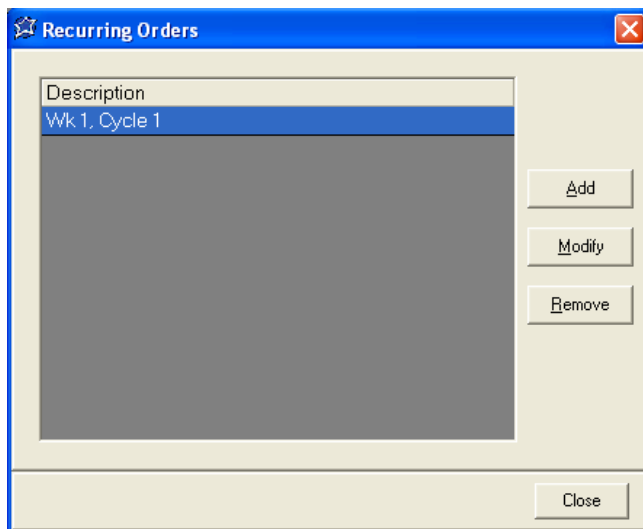 Recurring Orders
Description
Wk 1, Cycle 1
Add
Modify
Remove
Close